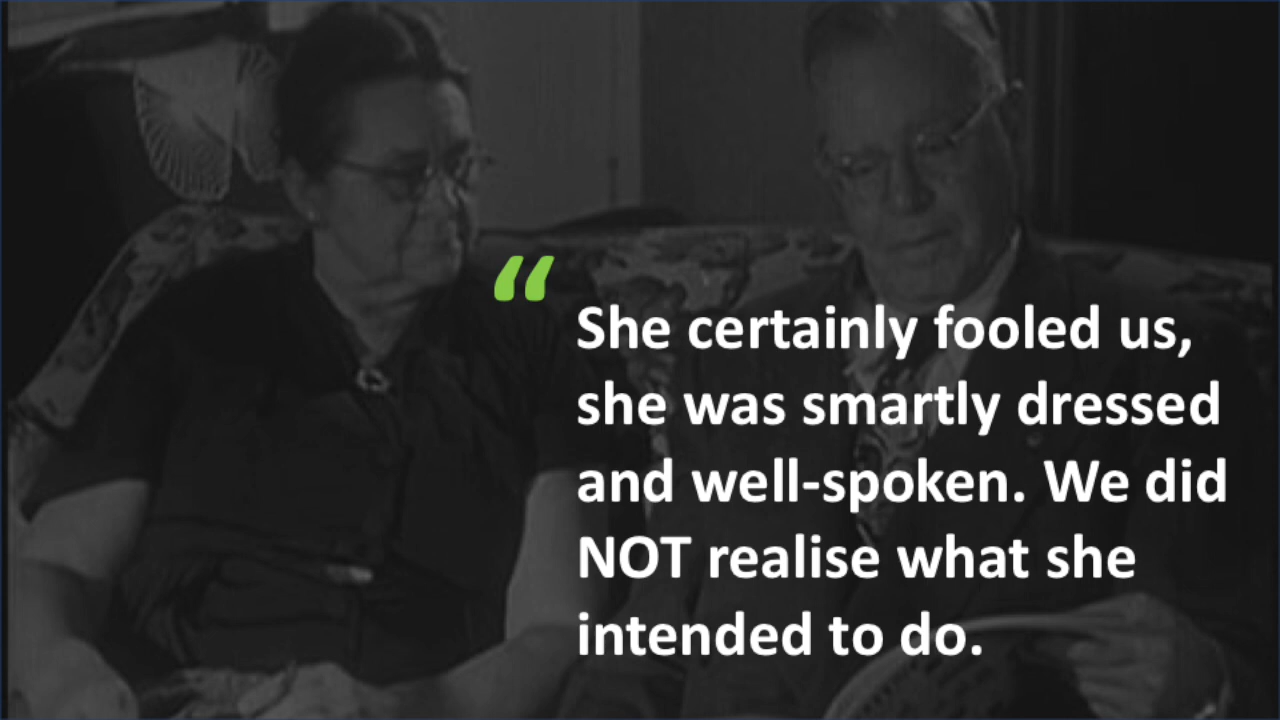 “
She certainly fooled us,
she was smartly dressed
and well-spoken. We did
NOT realise what she
intended to do.